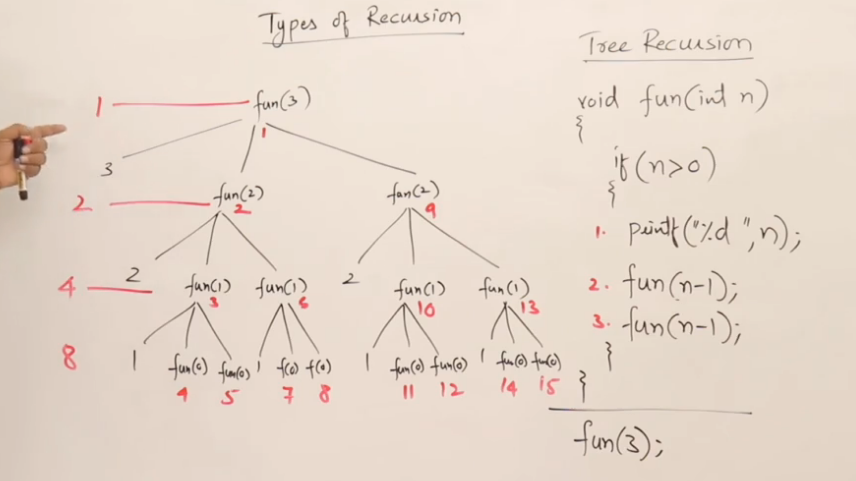 Types of Recursion
Tree Recursion
1 fun(3)
1
3
2 fun(2) fun(2)
2 9
4 2 fun(1) fun(1) 2 fun(1) fun(1)
3 6 10 13
8 1 fun(0) fun(0) 1 f(0) f(0) 1 fun(0) fun(0) 1 fun(0) fun(0)
4 5 7 8 11 12 14 15
void fun(int n)
{
if(n>0)
{
1. printf("%d ",n);
2. fun(n-1);
3. fun(n-1);
}
}
fun(3);